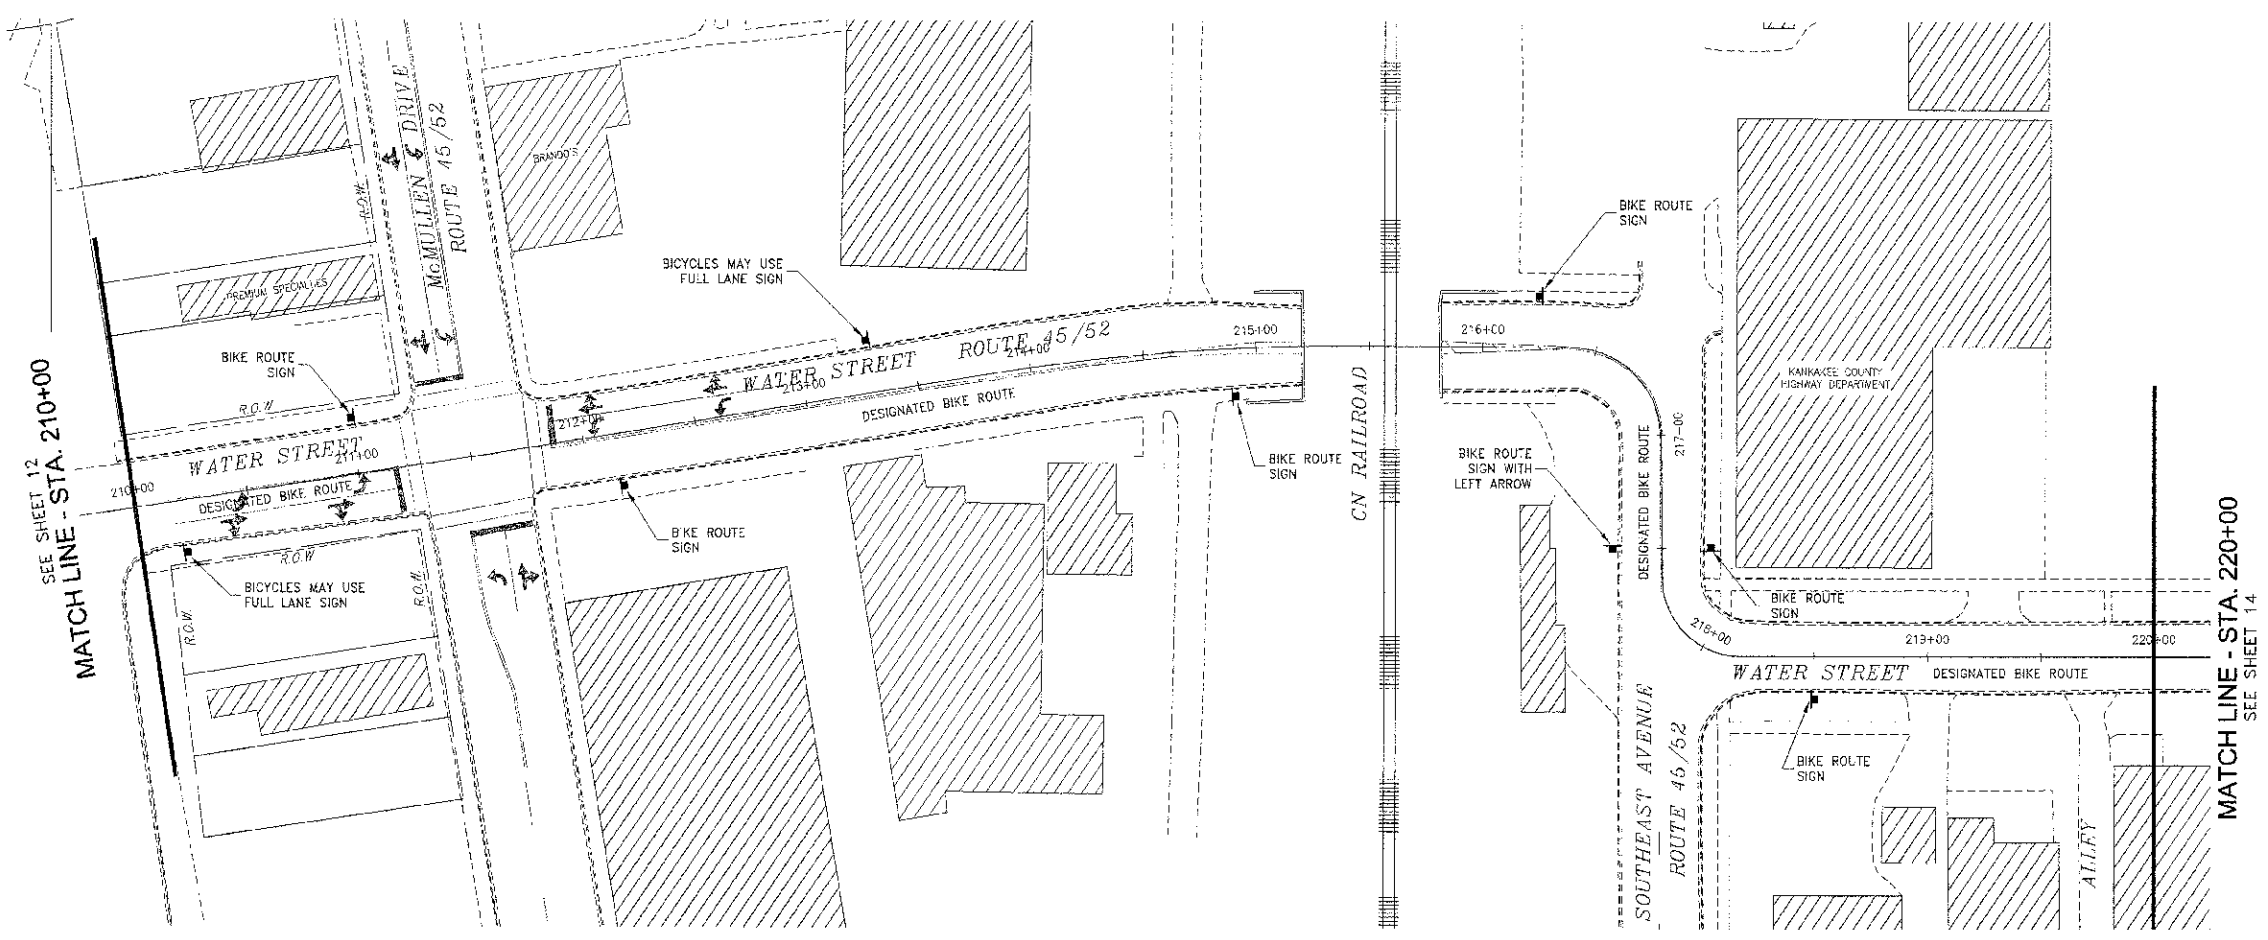 SEE SHEET 12
MATCH LINE - STA. 210+00
McMULLEN DRIVE
ROUTE 45/52
R.O.W.
BRANDO'S
PREMIUM SPECIALTIES
BIKE ROUTE
SIGN
R.O.W
WATER STREET
210+00
211+00
DESIGNATED BIKE ROUTE
R.O.W
R.O.W.
R.O.W.
BICYCLES MAY USE
FULL LANE SIGN
BICYCLES MAY USE
FULL LANE SIGN
WATER STREET
ROUTE 45/52
212+00
213+00
214+00
215+00
DESIGNATED BIKE ROUTE
BIKE ROUTE
SIGN
BIKE ROUTE
SIGN
CN RAILROAD
216+00
BIKE ROUTE
SIGN
BIKE ROUTE
SIGN WITH
LEFT ARROW
DESIGNATED BIKE ROUTE
217+00
KANKAKEE COUNTY
HIGHWAY DEPARTMENT
BIKE ROUTE
SIGN
218+00
219+00
220+00
WATER STREET
DESIGNATED BIKE ROUTE
BIKE ROUTE
SIGN
SOUTHEAST AVENUE
ROUTE 45/52
ALLEY
MATCH LINE - STA. 220+00
SEE SHEET 14